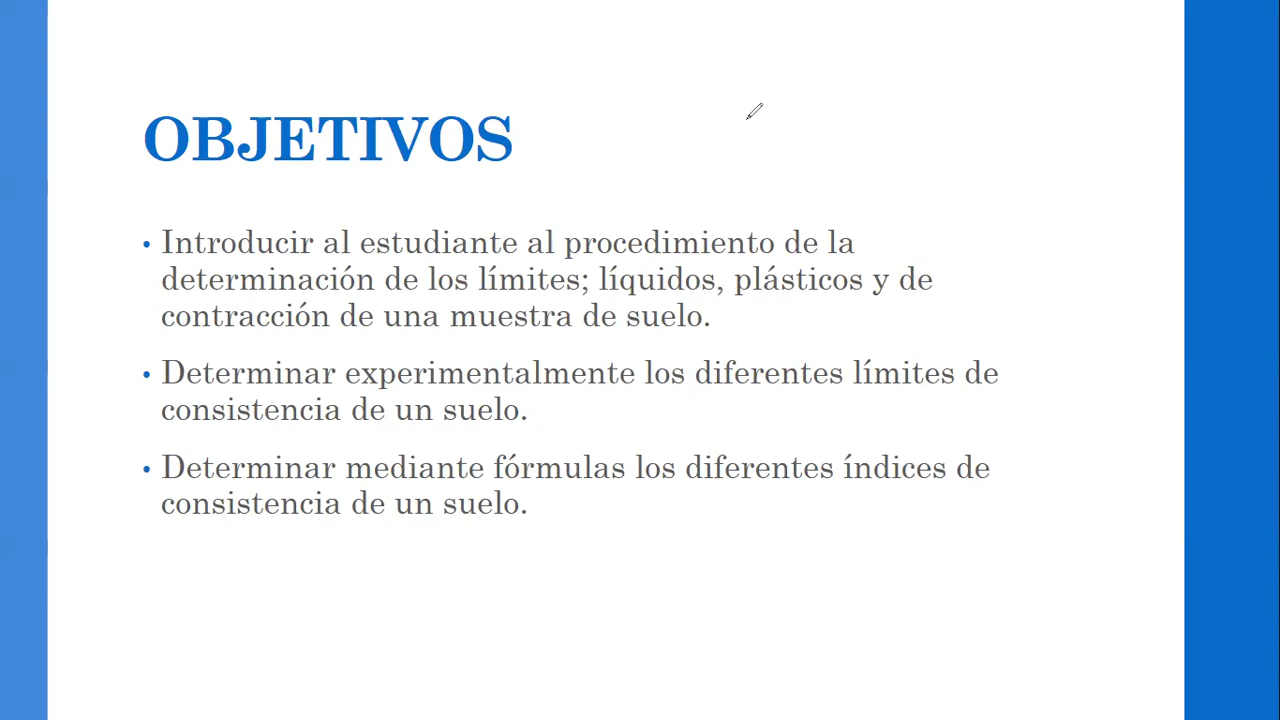 OBJETIVOS
• Introducir al estudiante al procedimiento de la
determinación de los límites; líquidos, plásticos y de
contracción de una muestra de suelo.
• Determinar experimentalmente los diferentes límites de
consistencia de un suelo.
• Determinar mediante fórmulas los diferentes índices de
consistencia de un suelo.